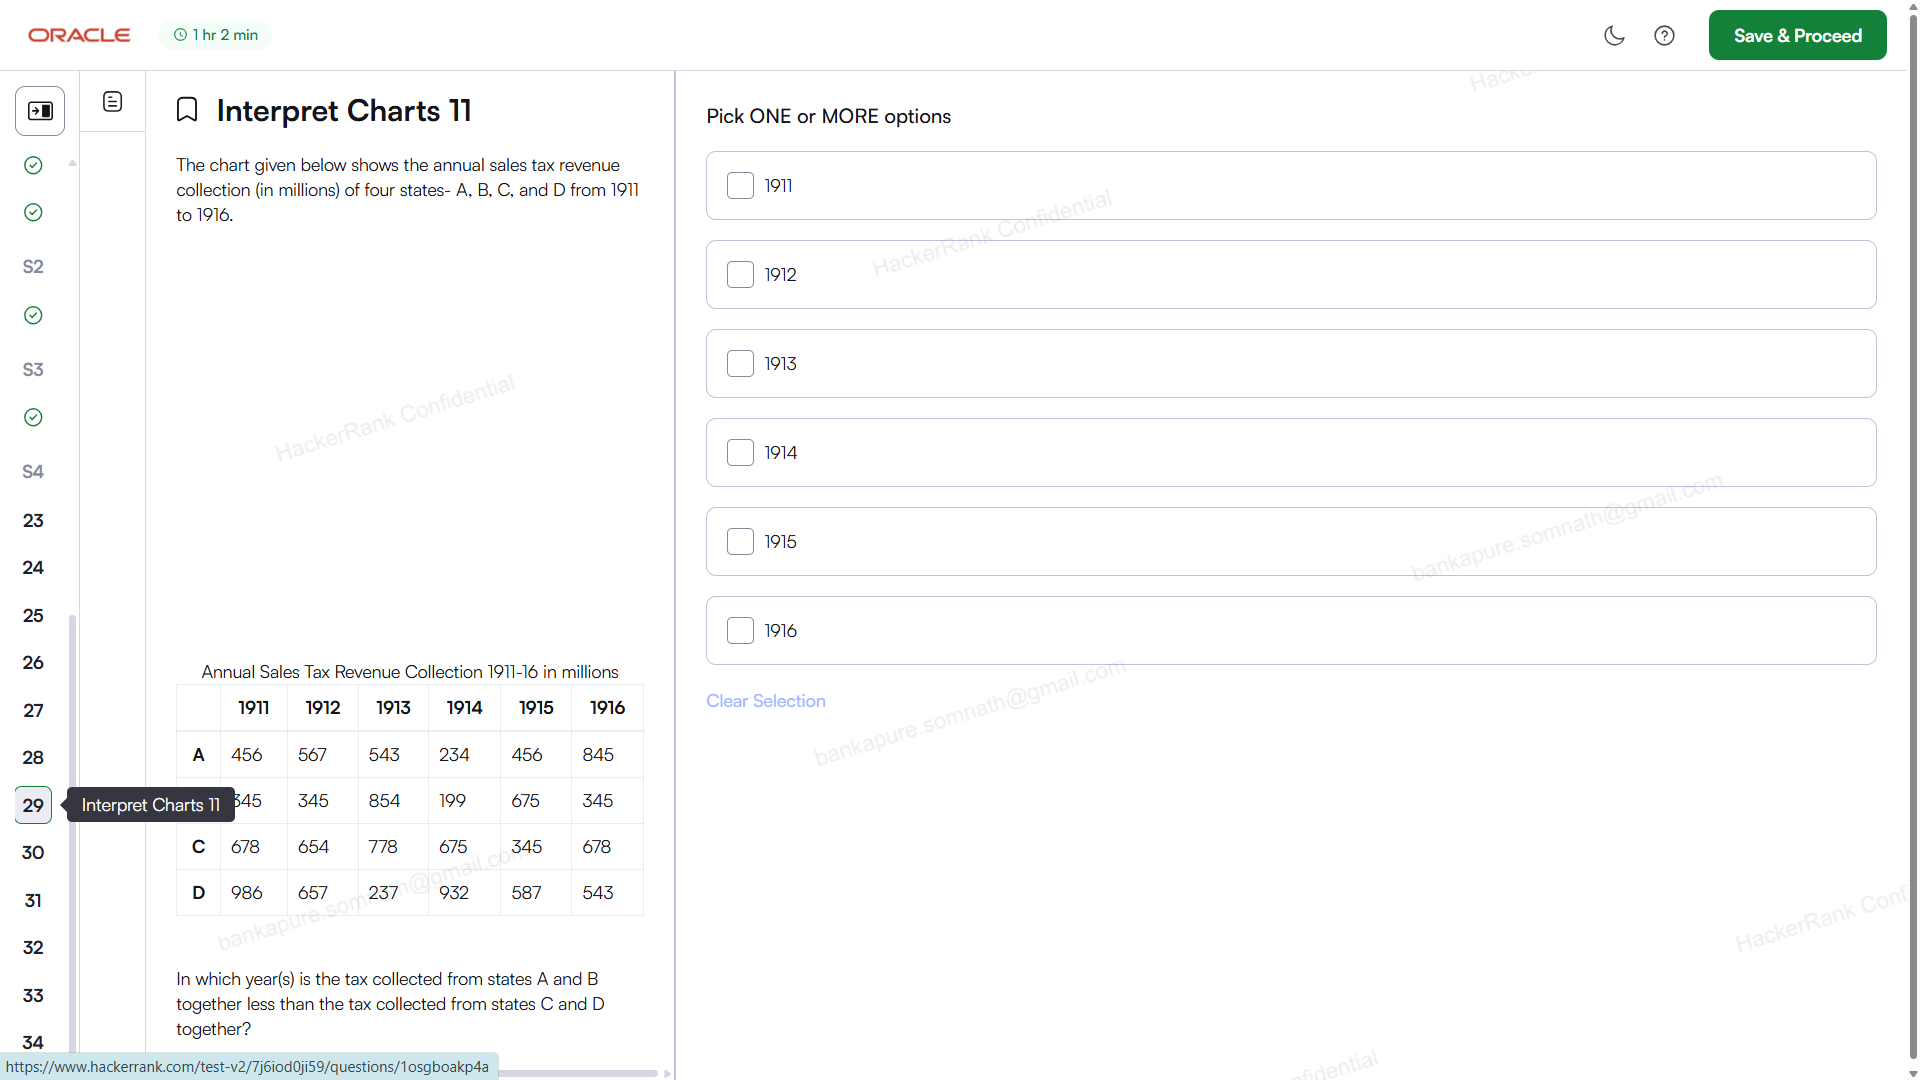 ORACLE
1 hr 2 min
Save & Proceed
S2
S3
S4
23
24
25
26
27
28
29
30
31
32
33
34
Interpret Charts 11
Interpret Charts 11
The chart given below shows the annual sales tax revenue
collection (in millions) of four states- A, B, C, and D from 1911
to 1916.
Annual Sales Tax Revenue Collection 1911-16 in millions
1911 1912 1913 1914 1915 1916
A 456 567 543 234 456 845
345 345 854 199 675 345
C 678 654 778 675 345 678
D 986 657 237 932 587 543
In which year(s) is the tax collected from states A and B
together less than the tax collected from states C and D
together?
https://www.hackerrank.com/test-v2/7j6iod0ji59/questions/1osgboakp4a
Pick ONE or MORE options
1911
1912
1913
1914
1915
1916
Clear Selection
HackerRank Confidential
HackerRank Confidential
bankapure.somnath@gmail.com
bankapure.somnath@gmail.com
bankapure.somnath@gmail.com
HackerRank Conf